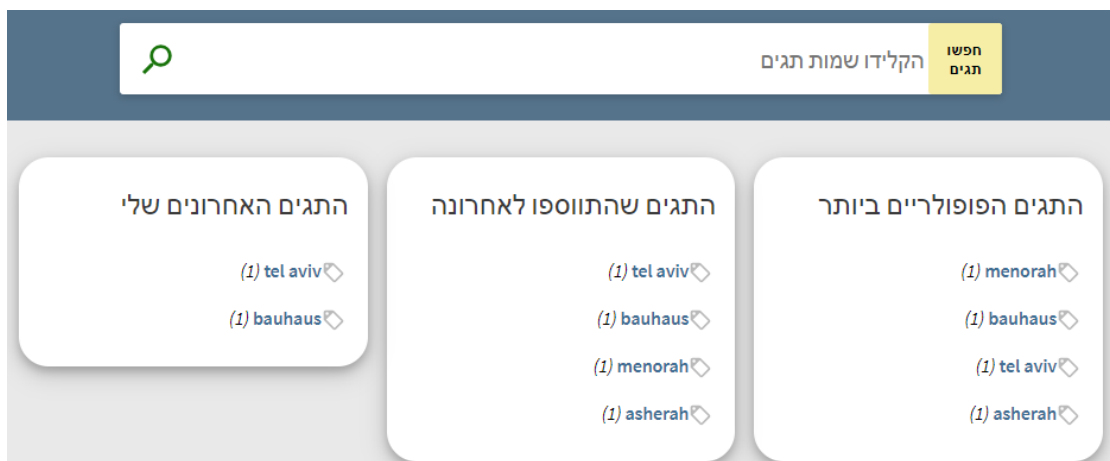 חפשו
תגים
הקלידו שמות תגים
התגים הפופולריים ביותר
menorah (1)
bauhaus (1)
tel aviv (1)
asherah (1)
התגים שהתווספו לאחרונה
tel aviv (1)
bauhaus (1)
menorah (1)
asherah (1)
התגים האחרונים שלי
tel aviv (1)
bauhaus (1)